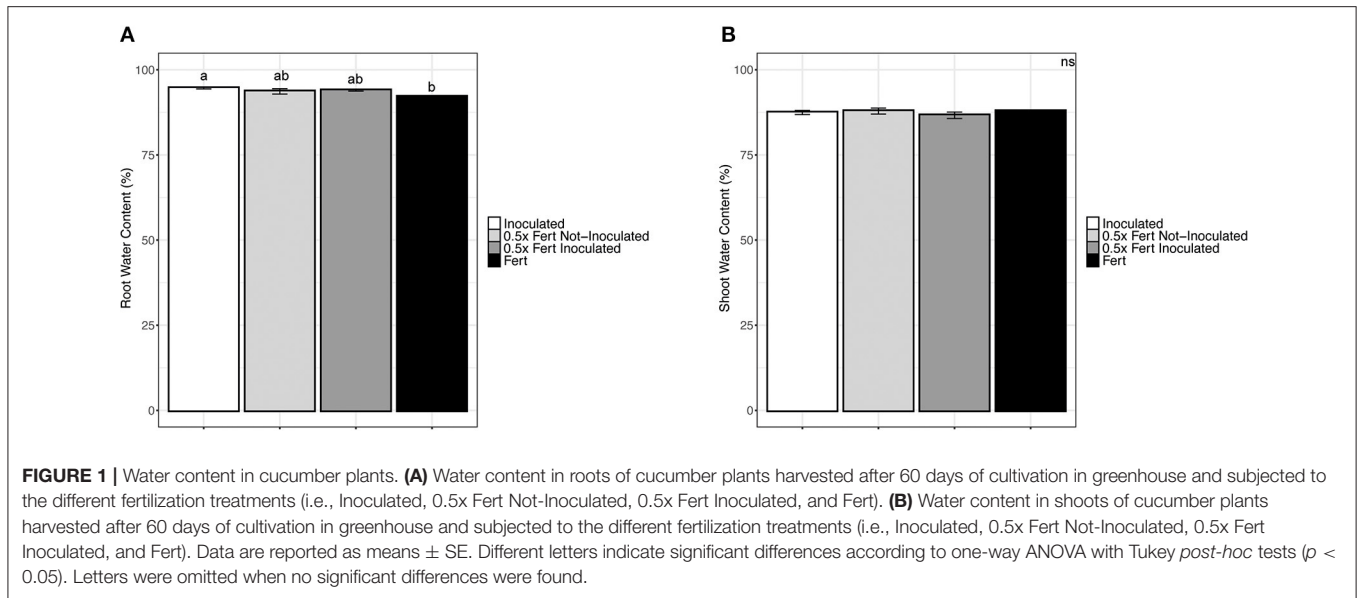 A
Root Water Content (%)
100
75
50
25
0
a
ab
ab
b
Inoculated
0.5x Fert Not−Inoculated
0.5x Fert Inoculated
Fert
B
Shoot Water Content (%)
100
75
50
25
0
ns
Inoculated
0.5x Fert Not−Inoculated
0.5x Fert Inoculated
Fert
FIGURE 1 | Water content in cucumber plants. (A) Water content in roots of cucumber plants harvested after 60 days of cultivation in greenhouse and subjected to
the different fertilization treatments (i.e., Inoculated, 0.5x Fert Not-Inoculated, 0.5x Fert Inoculated, and Fert). (B) Water content in shoots of cucumber plants
harvested after 60 days of cultivation in greenhouse and subjected to the different fertilization treatments (i.e., Inoculated, 0.5x Fert Not-Inoculated, 0.5x Fert
Inoculated, and Fert). Data are reported as means ± SE. Different letters indicate significant differences according to one-way ANOVA with Tukey post-hoc tests (p <
0.05). Letters were omitted when no significant differences were found.